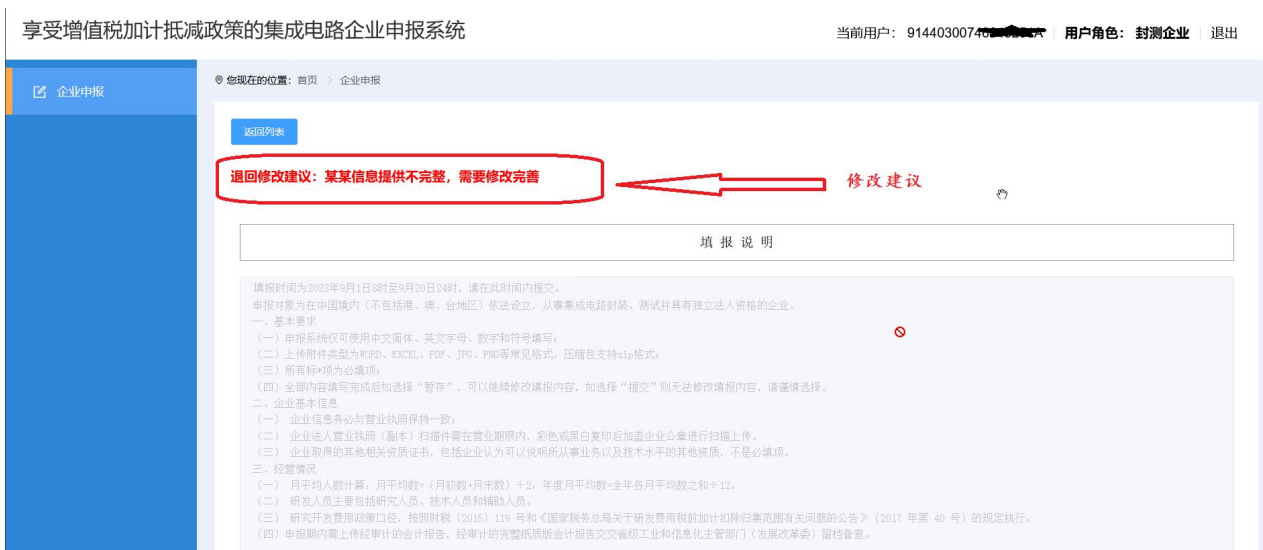 享受增值税加计抵减政策的集成电路企业申报系统
当前用户： 9144030074 用户角色： 封测企业 退出
企业申报
您现在的位置： 首页 > 企业申报
返回列表
退回修改建议：某某信息提供不完整，需要修改完善
修改建议
填 报 说 明
填报时间为2023年9月1日8时至9月20日24时，请在此时间内提交。
申报对象为在中国境内（不包括港、澳、台地区）依法设立，从事集成电路封装、测试并具有独立法人资格的企业。
一、基本要求
（一）申报系统仅可使用中文简体、英文字母、数字和符号填写；
（二）上传附件类型为WORD、EXCEL、PDF、JPG、PNG等常见格式，压缩包支持zip格式；
（三）所有标*项为必填项；
（四）全部内容填写完成后如选择“暂存”，可以继续修改填报内容，如选择“提交”则无法修改填报内容，请谨慎选择。
二、企业基本信息
（一） 企业信息务必与营业执照保持一致；
（二） 企业法人营业执照（副本）扫描件需在营业期限内，彩色或黑白复印后加盖企业公章进行扫描上传。
（三） 企业取得的其他相关资质证书，包括企业认为可以说明所从事业务以及技术水平的其他资质，不是必填项。
三、经营情况
（一） 月平均人数计算：月平均数=（月初数+月末数）÷2；年度月平均数=全年各月平均数之和÷12。
（二） 研发人员主要包括研究人员、技术人员和辅助人员。
（三） 研究开发费用政策口径，按照财税〔2015〕119 号和《国家税务总局关于研发费用税前加计扣除归集范围有关问题的公告》（2017 年第 40 号）的规定执行。
（四）申报期内需上传经审计的会计报告，经审计的完整纸质版会计报告交交省级工业和信息化主管部门（发展改革委）留档备查。